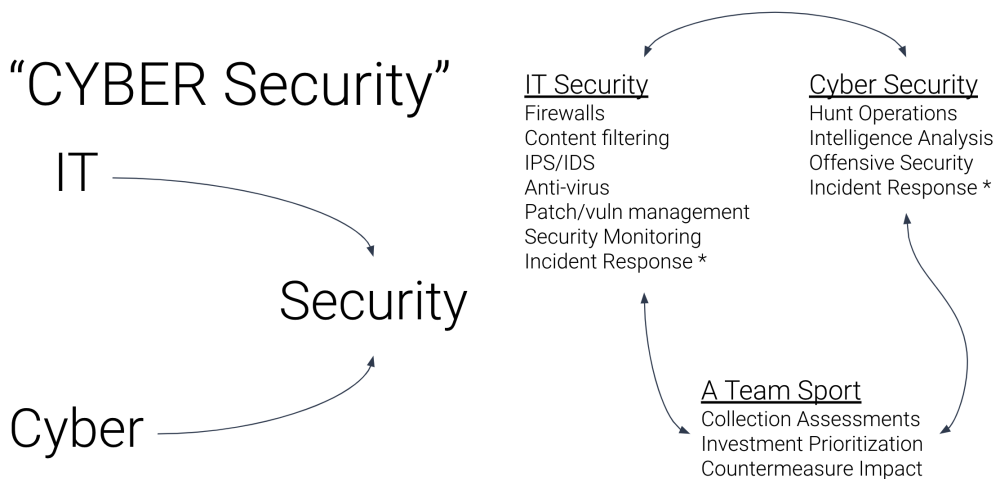 “CYBER Security”
IT
Security
Cyber
IT Security
Firewalls
Content filtering
IPS/IDS
Anti-virus
Patch/vuln management
Security Monitoring
Incident Response *
Cyber Security
Hunt Operations
Intelligence Analysis
Offensive Security
Incident Response *
A Team Sport
Collection Assessments
Investment Prioritization
Countermeasure Impact